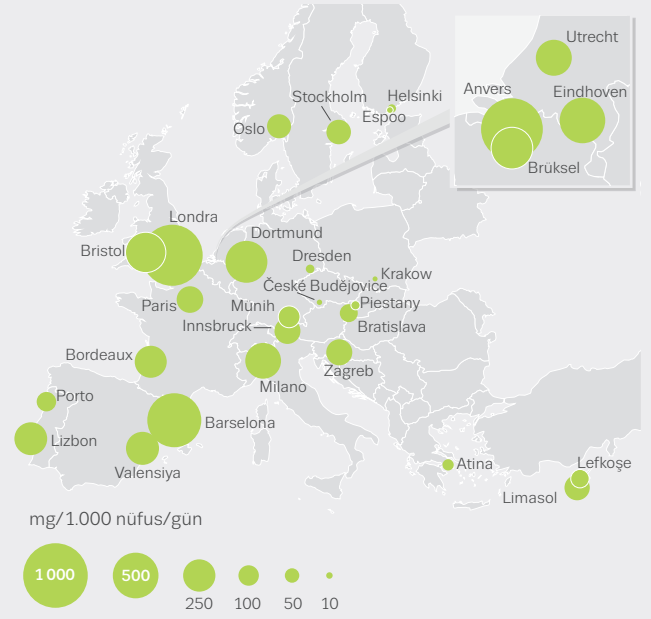 Utrecht
Anvers
Eindhoven
Brüksel
Stockholm
Helsinki
Espoo
Oslo
Londra
Bristol
Dortmund
Dresden
Krakow
České Budějovice
Paris
Münih
Piestany
Innsbruck
Bratislava
Bordeaux
Zagreb
Milano
Porto
Barselona
Lizbon
Valensiya
Atina
Lefkoşe
Limasol
mg/1.000 nüfus/gün
1 000
500
250
100
50
10